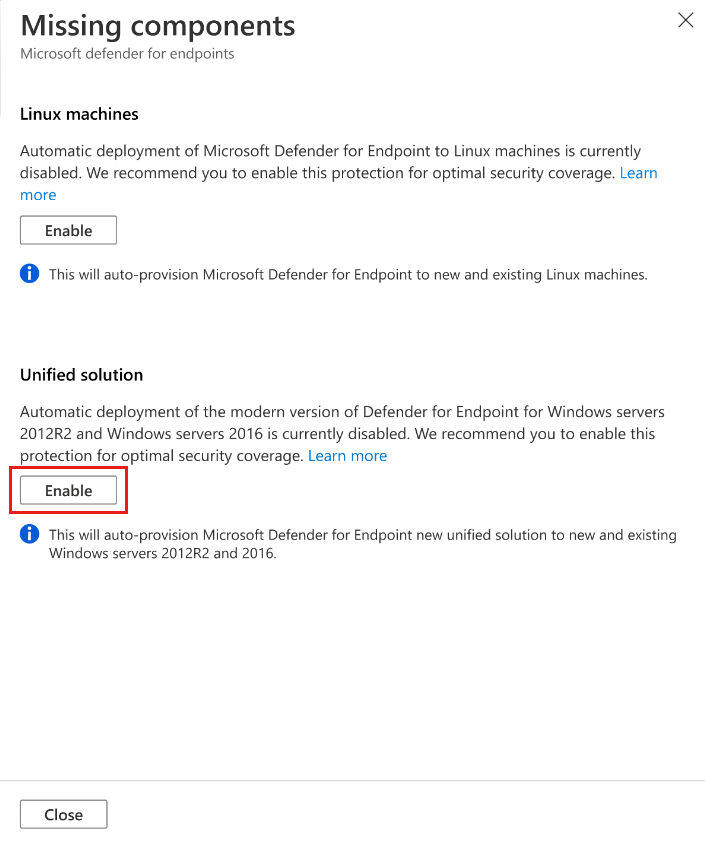 Missing components
Microsoft defender for endpoints
Linux machines
Automatic deployment of Microsoft Defender for Endpoint to Linux machines is currently
disabled. We recommend you to enable this protection for optimal security coverage. Learn
more
Enable
This will auto-provision Microsoft Defender for Endpoint to new and existing Linux machines.
Unified solution
Automatic deployment of the modern version of Defender for Endpoint for Windows servers
2012R2 and Windows servers 2016 is currently disabled. We recommend you to enable this
protection for optimal security coverage. Learn more
Enable
This will auto-provision Microsoft Defender for Endpoint new unified solution to new and existing
Windows servers 2012R2 and 2016.
Close